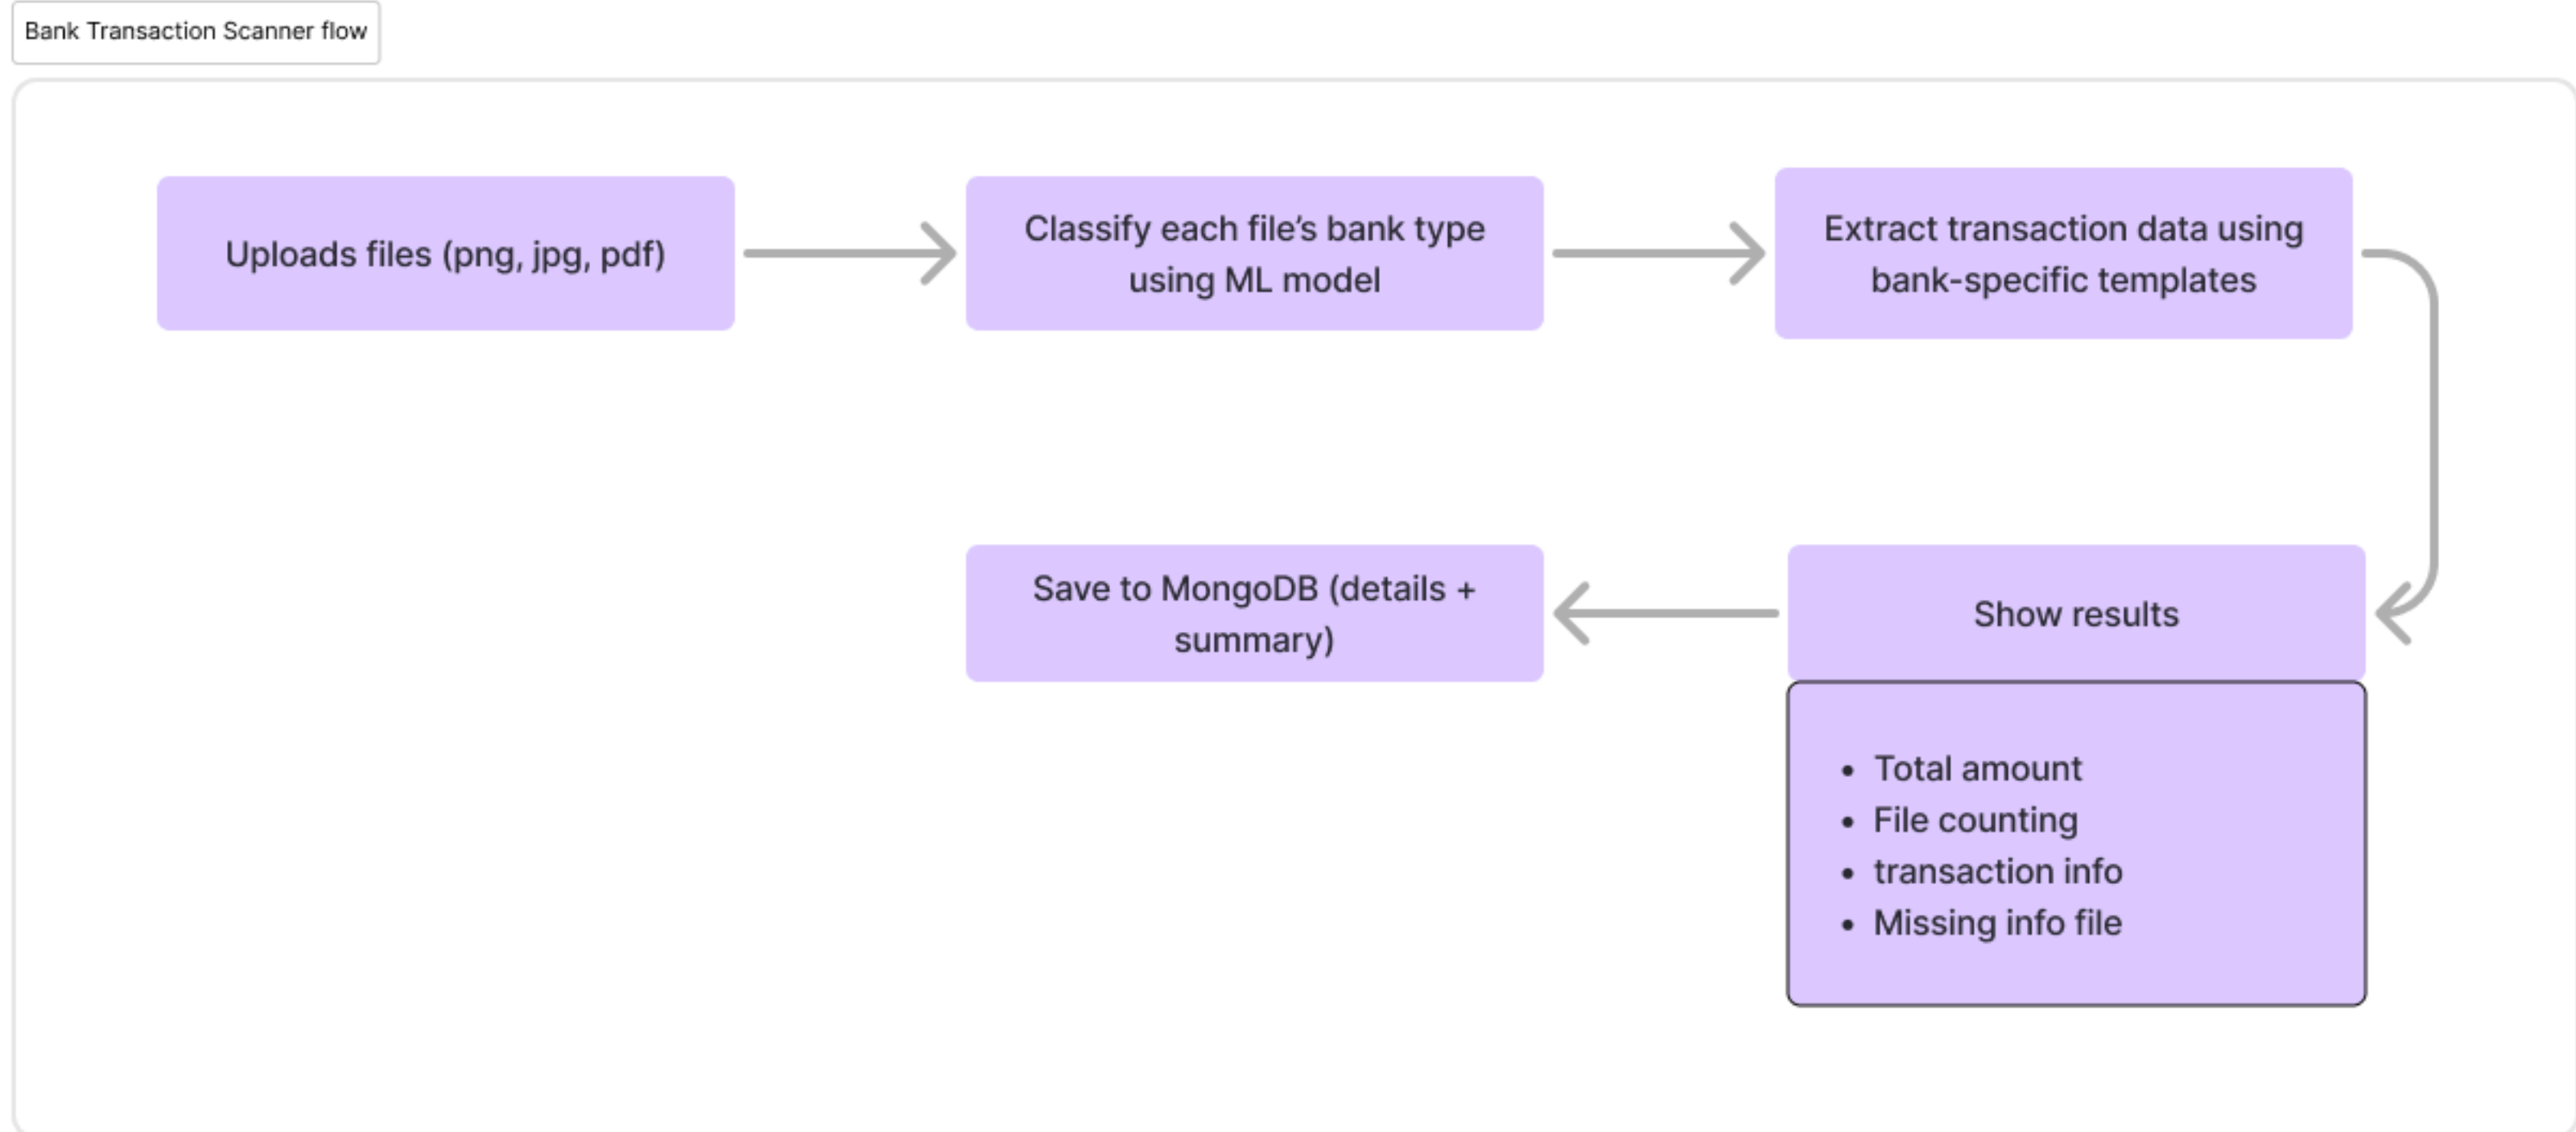 Bank Transaction Scanner flow
Uploads files (png, jpg, pdf)
Classify each file’s bank type
using ML model
Extract transaction data using
bank-specific templates
Show results
• Total amount
• File counting
• transaction info
• Missing info file
Save to MongoDB (details +
summary)